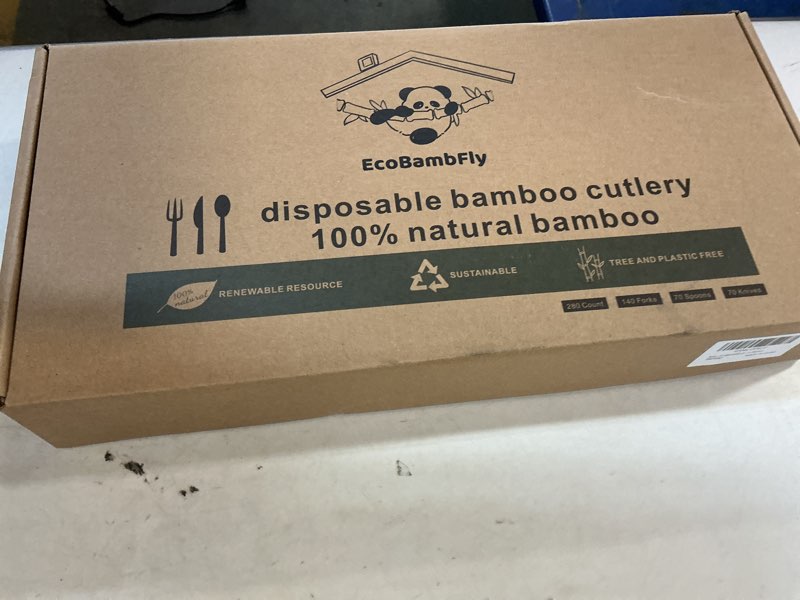 EcoBambFly
disposable bamboo cutlery
100% natural bamboo
100% natural
RENEWABLE RESOURCE
SUSTAINABLE
TREE AND PLASTIC FREE
280 Count
140 Forks
70 Spoons
70 Knives